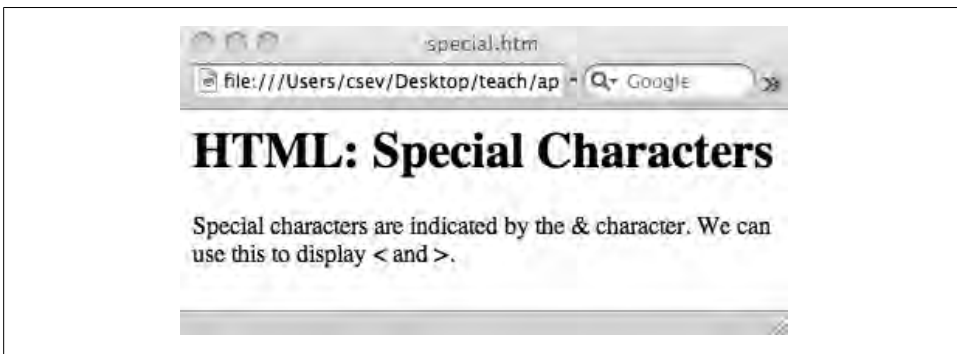 special.htm
file:///Users/csev/Desktop/teach/ap
Google
HTML: Special Characters
Special characters are indicated by the & character. We can
use this to display < and >.